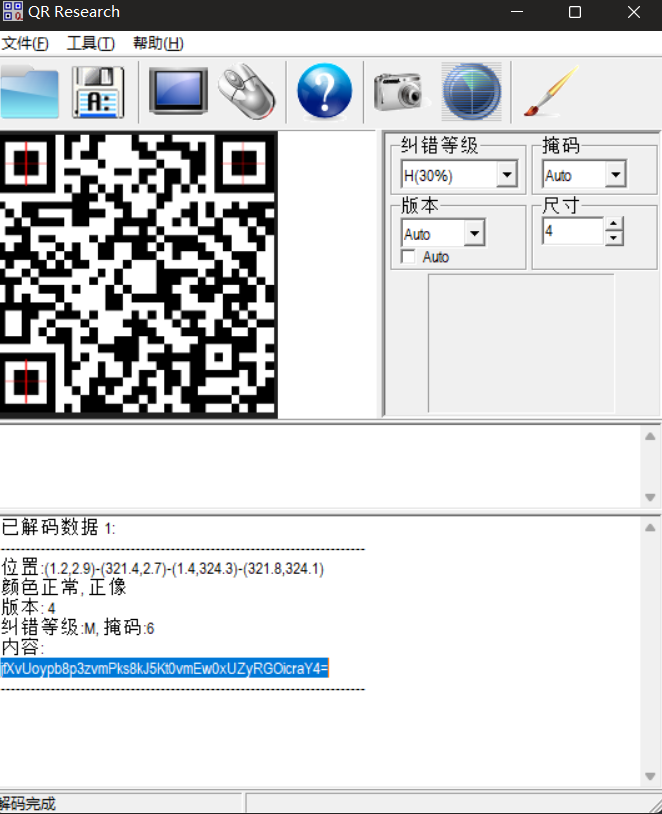 QR Research
文件(F) 工具(T) 帮助(H)
A:
纠错等级 掩码
H(30%) Auto
版本 尺寸
Auto 4
Auto
已解码数据 1:
位置:(1.2,2.9)-(321.4,2.7)-(1.4,324.3)-(321.8,324.1)
颜色正常, 正像
版本: 4
纠错等级:M, 掩码:6
内容:
jfXvUoypb8p3zvmPks8kJ5Kt0vmEw0xUZyRGOicraY4=
解码完成